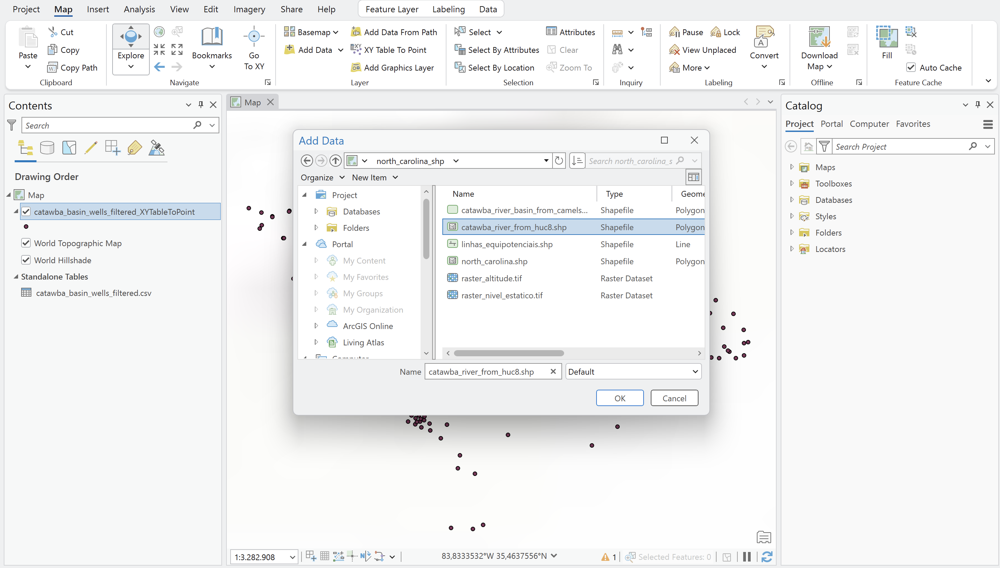 Project Map Insert Analysis View Edit Imagery Share Help Feature Layer Labeling Data
Paste
Cut
Copy
Copy Path
Clipboard
Explore
Bookmarks
Go
To XY
Navigate
Basemap
Add Data
Add Data From Path
XY Table To Point
Add Graphics Layer
Layer
Select
Select By Attributes
Select By Location
Attributes
Clear
Zoom To
Selection
Inquiry
Pause
Lock
View Unplaced
More
Convert
Labeling
Download
Map
Offline
Fill
Auto Cache
Feature Cache
Contents
Search
Drawing Order
Map
catawba_basin_wells_filtered_XYTableToPoint
World Topographic Map
World Hillshade
Standalone Tables
catawba_basin_wells_filtered.csv
Map
Add Data
north_carolina_shp
Search north_carolina_s
Organize
New Item
Project
Databases
Folders
Portal
My Content
My Favorites
My Groups
My Organization
ArcGIS Online
Living Atlas
Computer
Name Type Geome
catawba_river_basin_from_camels... Shapefile Polygon
catawba_river_from_huc8.shp Shapefile Polygon
linhas_equipotenciais.shp Shapefile Line
north_carolina.shp Shapefile Polygon
raster_altitude.tif Raster Dataset
raster_nivel_estatico.tif Raster Dataset
Name catawba_river_from_huc8.shp Default
OK Cancel
1:3.282.908
83,8333532°W 35,4637556°N
1
Selected Features: 0
Catalog
Project Portal Computer Favorites
Search Project
Maps
Toolboxes
Databases
Styles
Folders
Locators